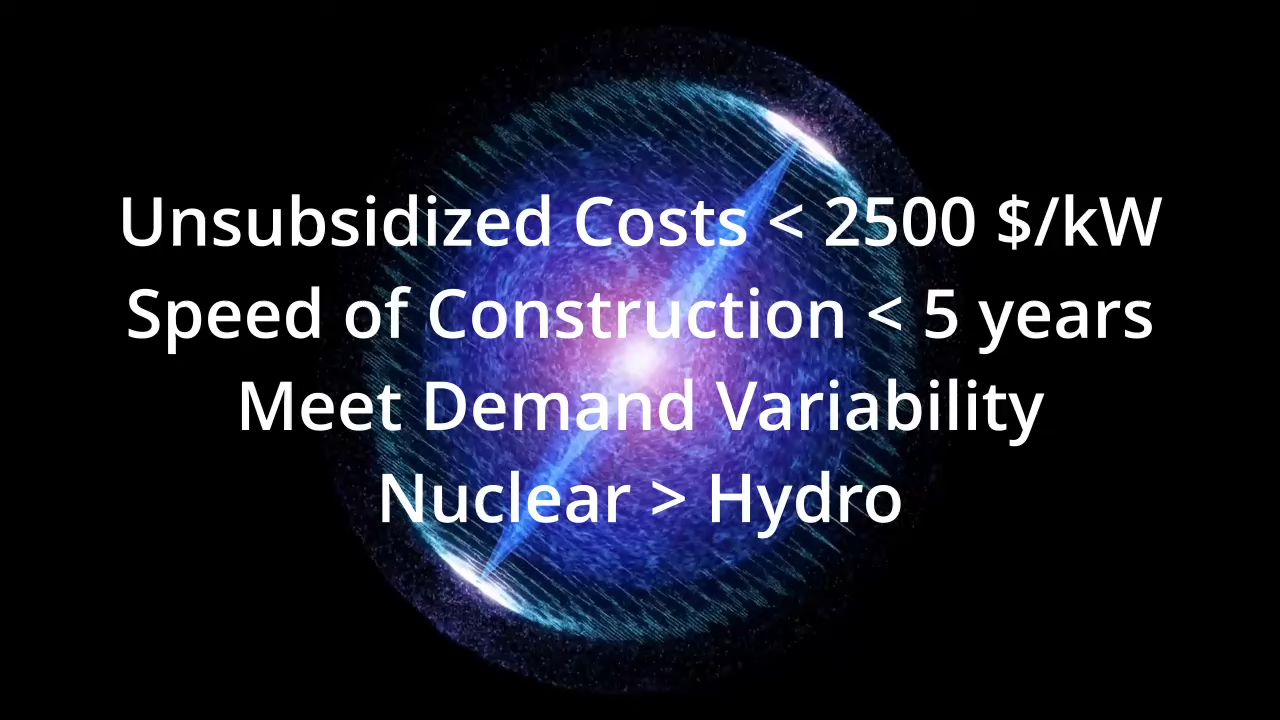 Unsubsidized Costs < 2500 $/kW
Speed of Construction < 5 years
Meet Demand Variability
Nuclear > Hydro